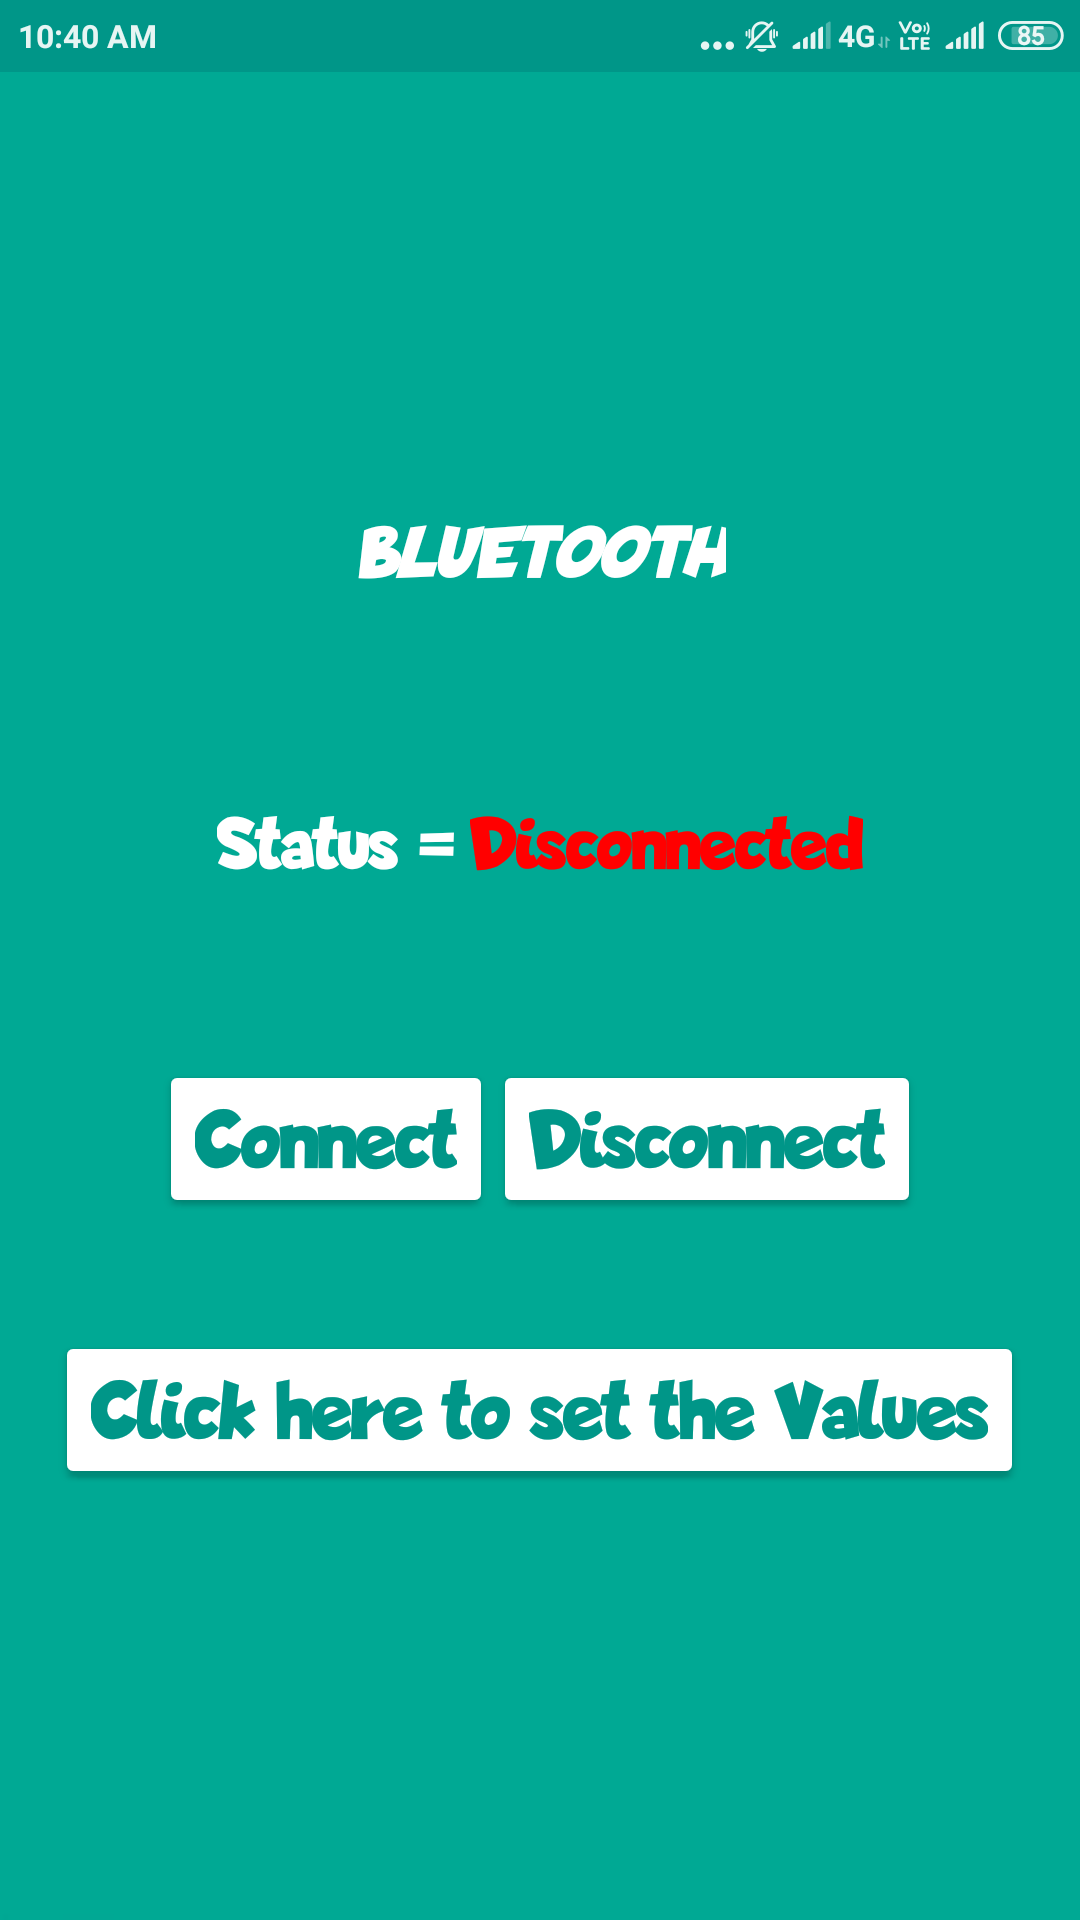 10:40 AM ... 4G Vo) LTE 85
BLUETOOTH
Status = Disconnected
Connect Disconnect
Click here to set the Values